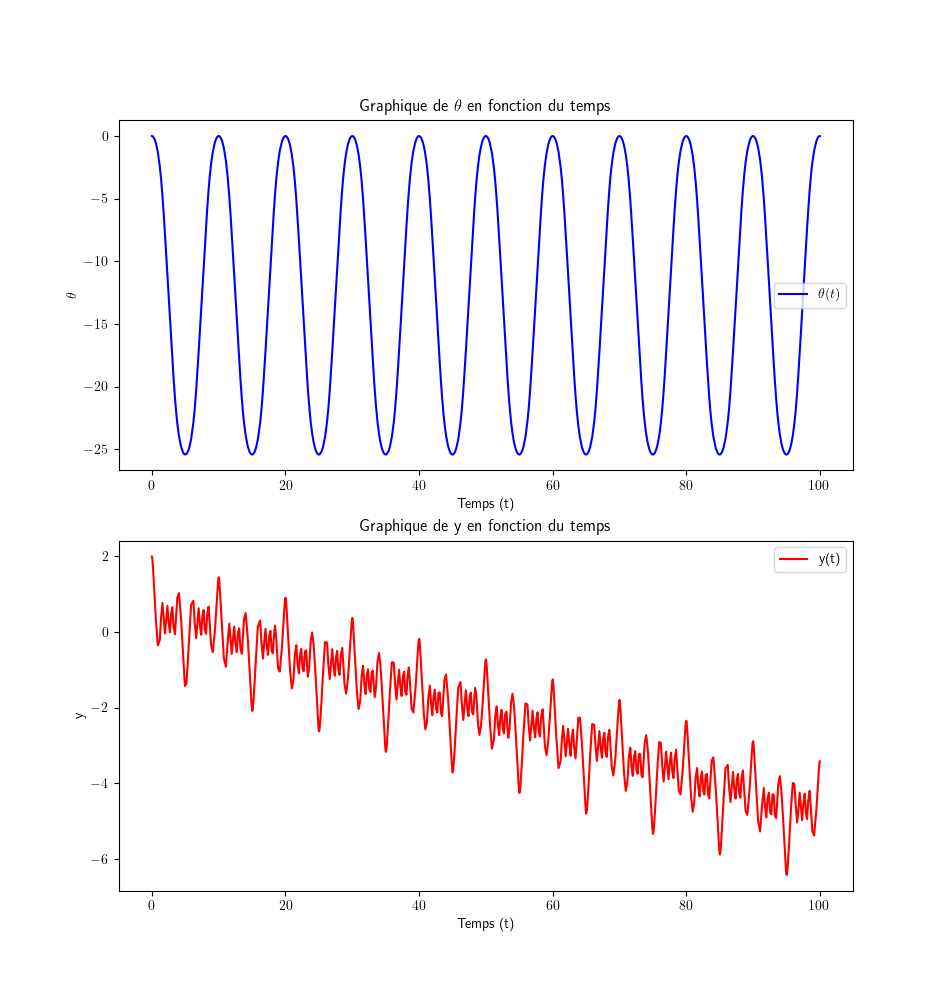 Graphique de θ en fonction du temps
0
−5
−10
−15
−20
−25
θ
θ(t)
0 20 40 60 80 100
Temps (t)
Graphique de y en fonction du temps
2
0
−2
−4
−6
y
y(t)
0 20 40 60 80 100
Temps (t)